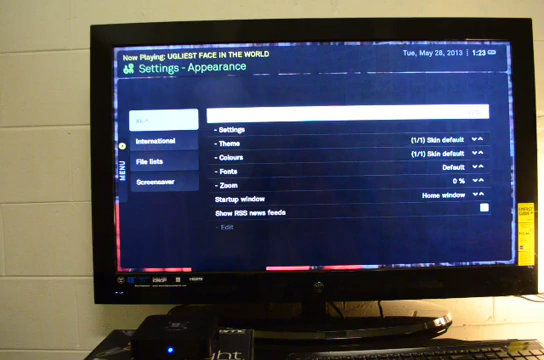 Now Playing: UGLIEST FACE IN THE WORLD
Tue, May 28, 2013 | 1:23
Settings - Appearance
Skin
International
File lists
Screensaver
MENU
- Settings
- Theme (1/1) Skin default
- Colours (1/1) Skin default
- Fonts Default
- Zoom 0 %
Startup window Home window
Show RSS news feeds
- Edit
HDMI